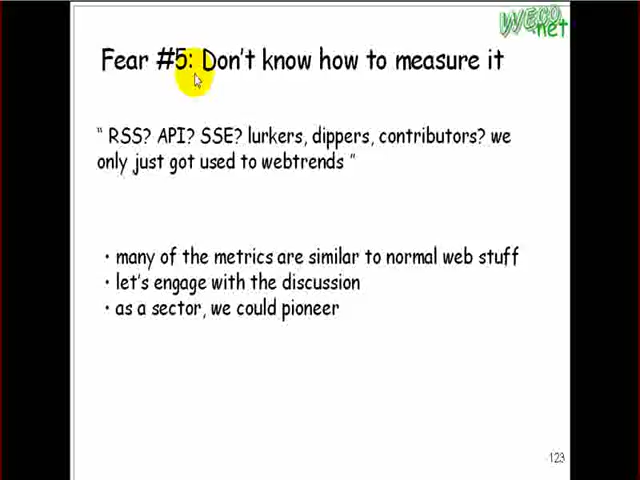 WECO
net
Fear #5: Don't know how to measure it
“ RSS? API? SSE? lurkers, dippers, contributors? we
only just got used to webtrends ”
• many of the metrics are similar to normal web stuff
• let's engage with the discussion
• as a sector, we could pioneer
123